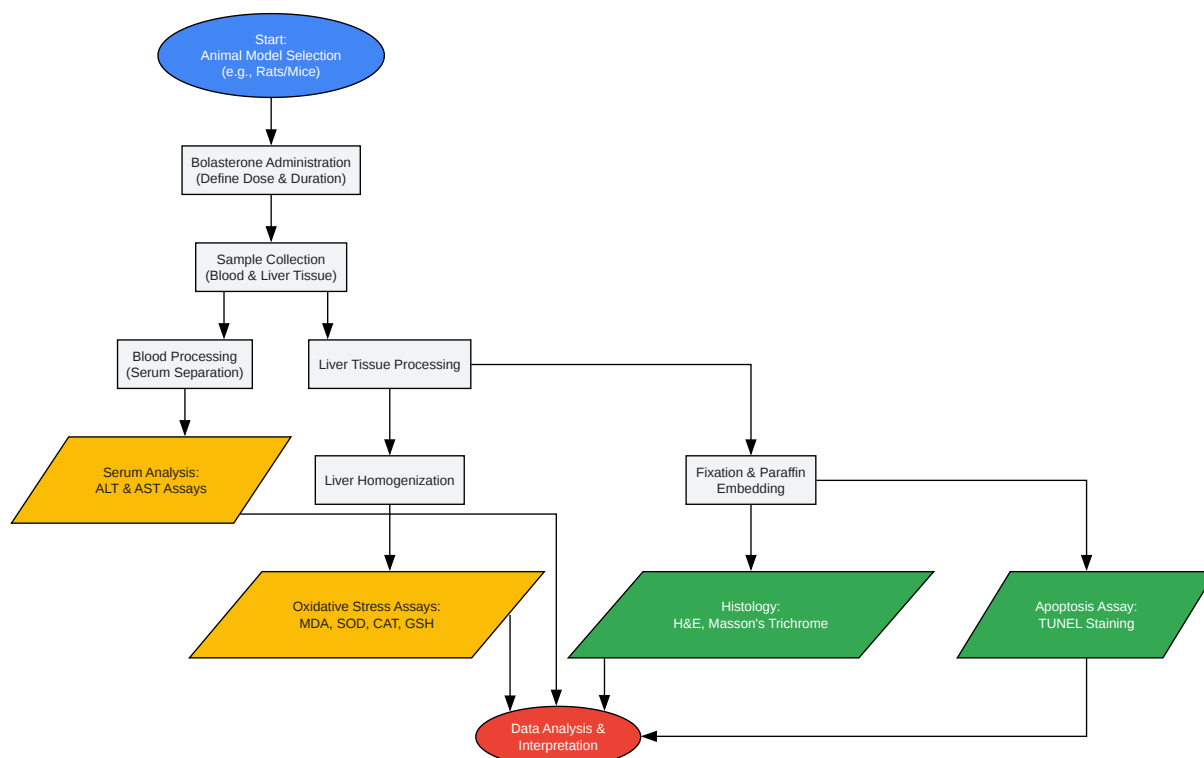 Start:
Animal Model Selection
(e.g., Rats/Mice)
Bolasterone Administration
(Define Dose & Duration)
Sample Collection
(Blood & Liver Tissue)
Blood Processing
(Serum Separation)
Liver Tissue Processing
Serum Analysis:
ALT & AST Assays
Liver Homogenization
Fixation & Paraffin
Embedding
Oxidative Stress Assays:
MDA, SOD, CAT, GSH
Histology:
H&E, Masson's Trichrome
Apoptosis Assay:
TUNEL Staining
Data Analysis &
Interpretation